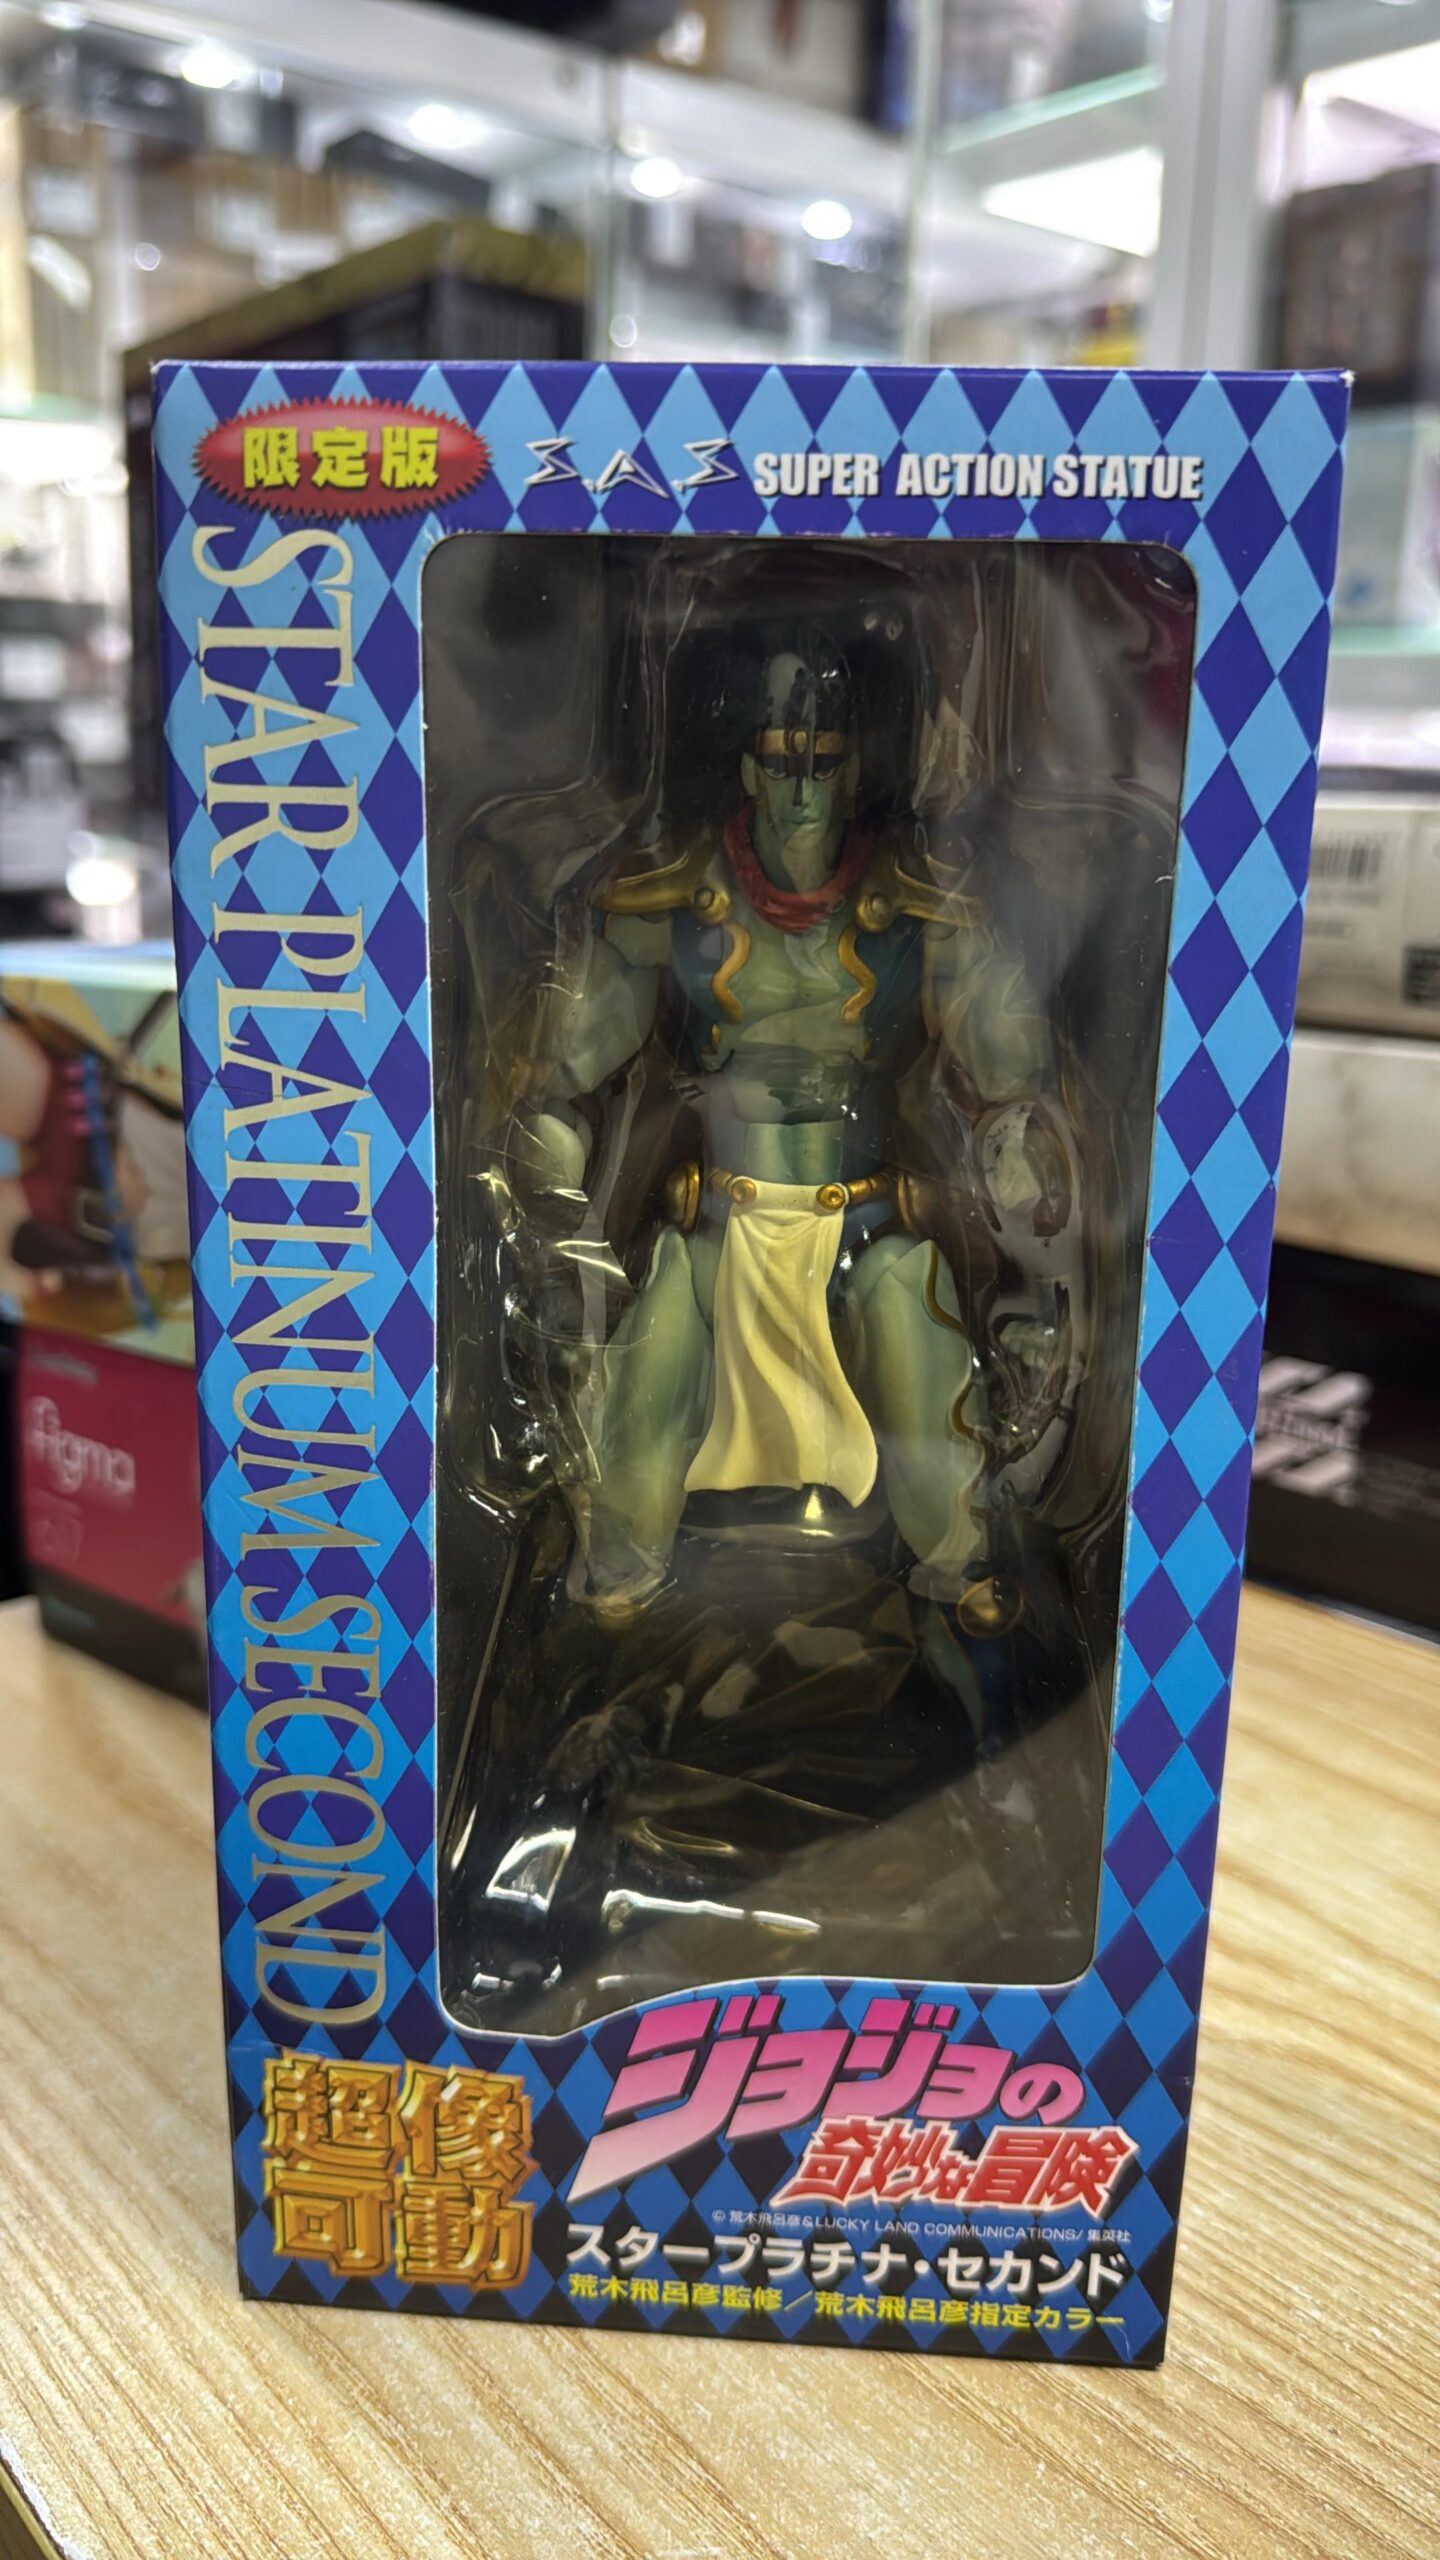 限定版
S.A.S SUPER ACTION STATUE
STAR PLATINUM SECOND
超像
可動
ジョジョの
奇妙な冒険
© 荒木飛呂彦&LUCKY LAND COMMUNICATIONS/集英社
スタープラチナ・セカンド
荒木飛呂彦監修/荒木飛呂彦指定カラー
figma